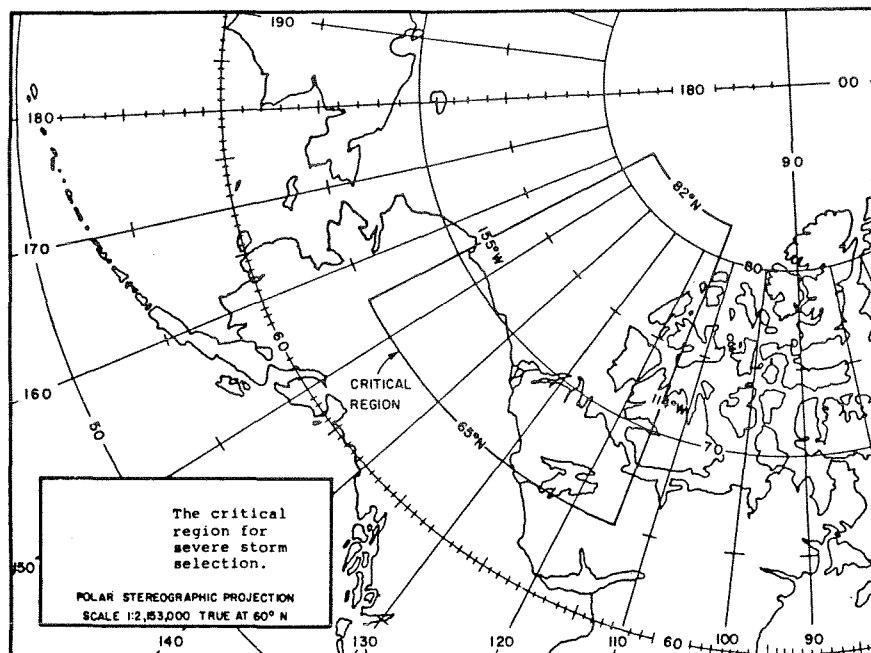 190
180
180
00
90
82°N
170
155°W
80
160
60
CRITICAL
REGION
114°W
65°N
70
50
The critical
region for
severe storm
selection.
150
POLAR STEREOGRAPHIC PROJECTION
SCALE 1:2,153,000 TRUE AT 60° N
140
130
120
110
60
100
90